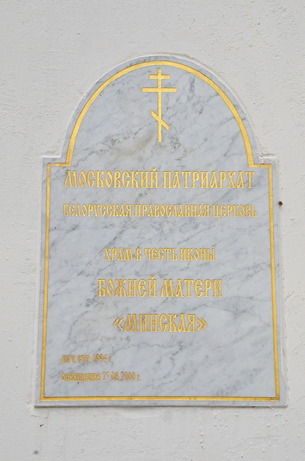 МОСКОВСКИЙ ПАТРИАРХАТ
БЕЛОРУССКАЯ ПРАВОСЛАВНАЯ ЦЕРКОВЬ
ХРАМ В ЧЕСТЬ ИКОНЫ
БОЖИЕЙ МАТЕРИ
«МИНСКАЯ»